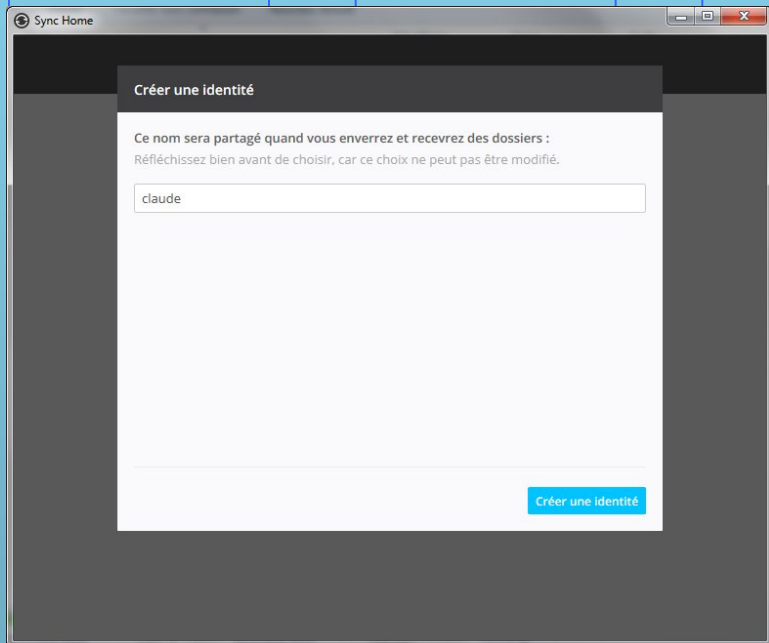 Sync Home
Créer une identité
Ce nom sera partagé quand vous enverrez et recevrez des dossiers :
Réfléchissez bien avant de choisir, car ce choix ne peut pas être modifié.
claude
Créer une identité